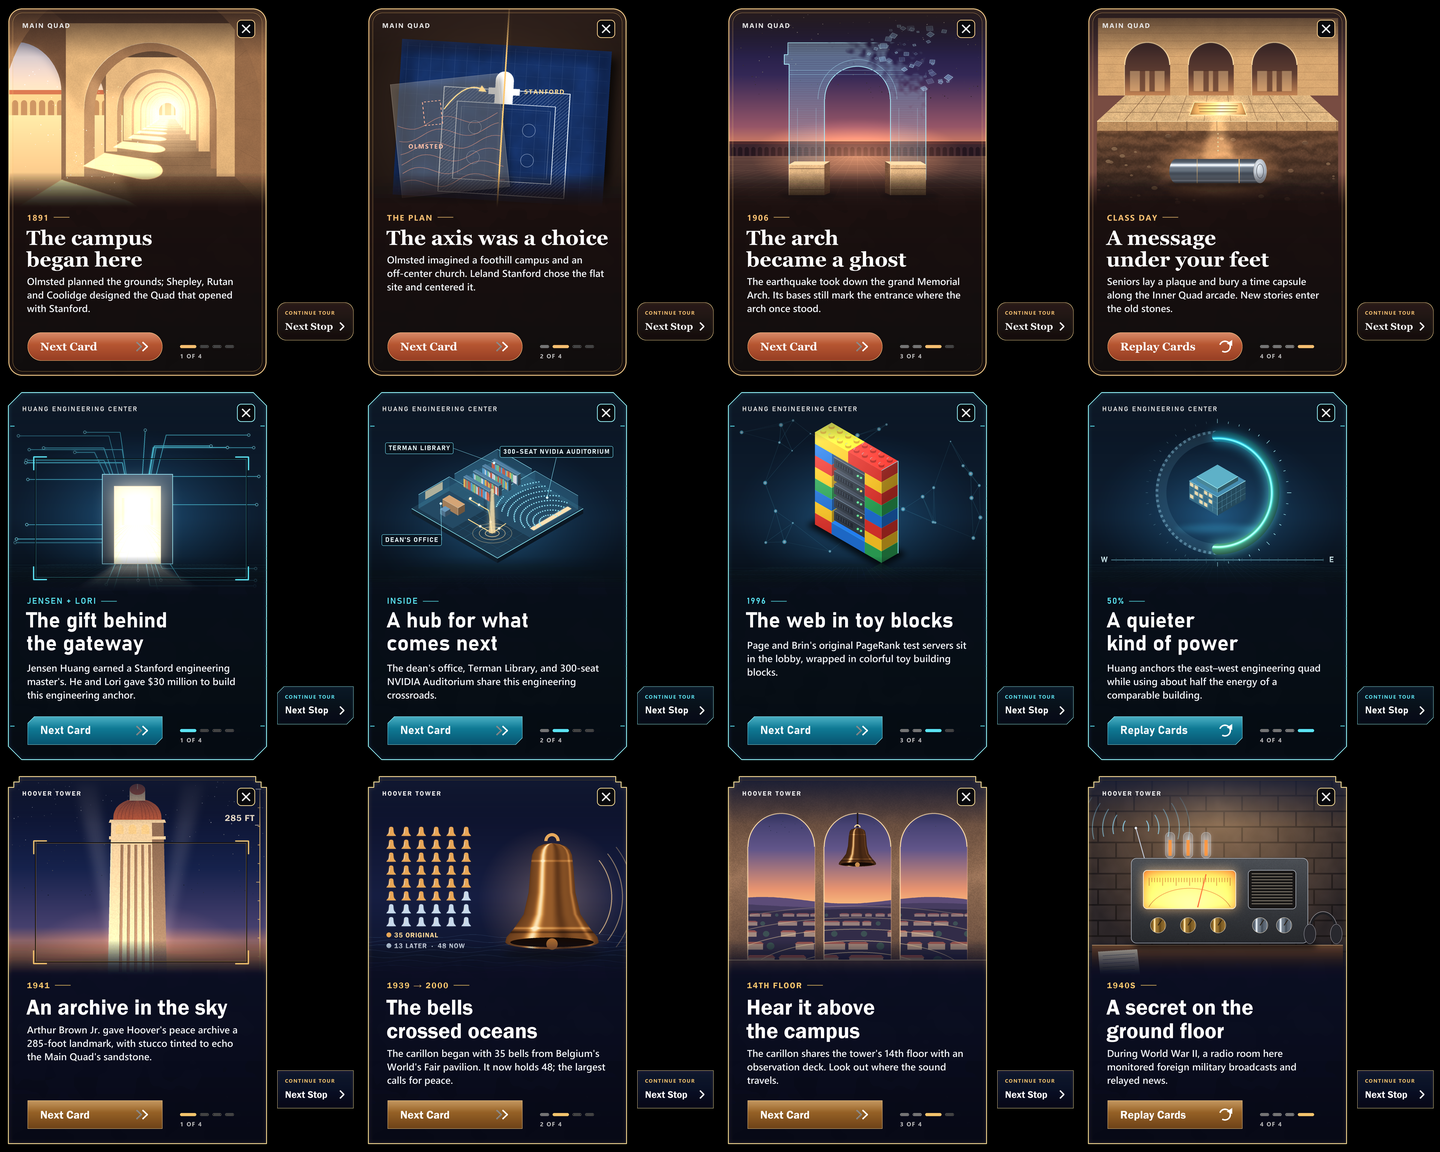 MAIN QUAD
1891
The campus
began here
Olmsted planned the grounds; Shepley, Rutan
and Coolidge designed the Quad that opened
with Stanford.
Next Card
1 OF 4
CONTINUE TOUR
Next Stop
MAIN QUAD
STANFORD
OLMSTED
THE PLAN
The axis was a choice
Olmsted imagined a foothill campus and an
off-center church. Leland Stanford chose the flat
site and centered it.
Next Card
2 OF 4
CONTINUE TOUR
Next Stop
MAIN QUAD
1906
The arch
became a ghost
The earthquake took down the grand Memorial
Arch. Its bases still mark the entrance where the
arch once stood.
Next Card
3 OF 4
CONTINUE TOUR
Next Stop
MAIN QUAD
CLASS DAY
A message
under your feet
Seniors lay a plaque and bury a time capsule
along the Inner Quad arcade. New stories enter
the old stones.
Replay Cards
4 OF 4
CONTINUE TOUR
Next Stop
HUANG ENGINEERING CENTER
JENSEN + LORI
The gift behind
the gateway
Jensen Huang earned a Stanford engineering
master's. He and Lori gave $30 million to build
this engineering anchor.
Next Card
1 OF 4
CONTINUE TOUR
Next Stop
HUANG ENGINEERING CENTER
TERMAN LIBRARY
300-SEAT NVIDIA AUDITORIUM
DEAN'S OFFICE
INSIDE
A hub for what
comes next
The dean's office, Terman Library, and 300-seat
NVIDIA Auditorium share this engineering
crossroads.
Next Card
2 OF 4
CONTINUE TOUR
Next Stop
HUANG ENGINEERING CENTER
1996
The web in toy blocks
Page and Brin's original PageRank test servers sit
in the lobby, wrapped in colorful toy building
blocks.
Next Card
3 OF 4
CONTINUE TOUR
Next Stop
HUANG ENGINEERING CENTER
W
E
50%
A quieter
kind of power
Huang anchors the east–west engineering quad
while using about half the energy of a
comparable building.
Replay Cards
4 OF 4
CONTINUE TOUR
Next Stop
HOOVER TOWER
285 FT
1941
An archive in the sky
Arthur Brown Jr. gave Hoover's peace archive a
285-foot landmark, with stucco tinted to echo
the Main Quad's sandstone.
Next Card
1 OF 4
CONTINUE TOUR
Next Stop
HOOVER TOWER
35 ORIGINAL
13 LATER · 48 NOW
1939 → 2000
The bells
crossed oceans
The carillon began with 35 bells from Belgium's
World's Fair pavilion. It now holds 48; the largest
calls for peace.
Next Card
2 OF 4
CONTINUE TOUR
Next Stop
HOOVER TOWER
14TH FLOOR
Hear it above
the campus
The carillon shares the tower's 14th floor with an
observation deck. Look out where the sound
travels.
Next Card
3 OF 4
CONTINUE TOUR
Next Stop
HOOVER TOWER
1940S
A secret on the
ground floor
During World War II, a radio room here
monitored foreign military broadcasts and
relayed news.
Replay Cards
4 OF 4
CONTINUE TOUR
Next Stop